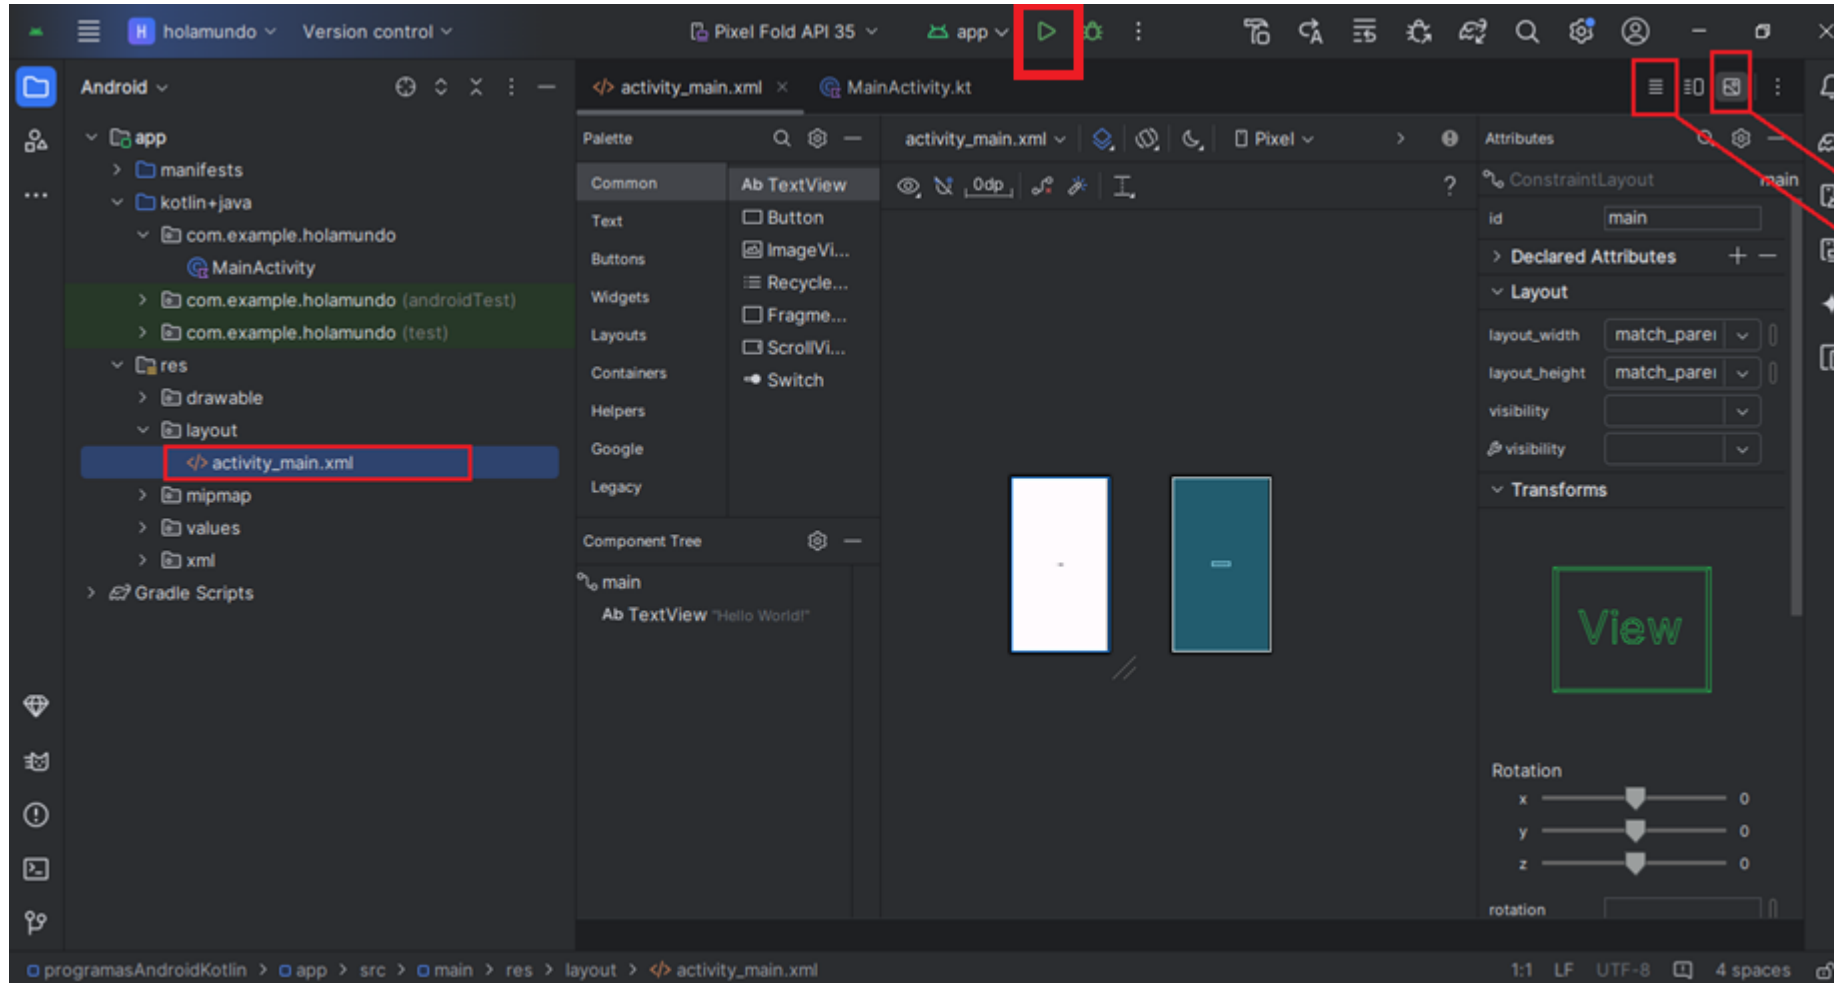 H holamundo Version control Pixel Fold API 35 app
Android
activity_main.xml MainActivity.kt
app
manifests
kotlin+java
com.example.holamundo
MainActivity
com.example.holamundo (androidTest)
com.example.holamundo (test)
res
drawable
layout
activity_main.xml
mipmap
values
xml
Gradle Scripts
Palette
Common
Text
Buttons
Widgets
Layouts
Containers
Helpers
Google
Legacy
Ab TextView
Button
ImageVi...
Recycle...
Fragme...
ScrollVi...
Switch
Component Tree
main
Ab TextView "Hello World!"
activity_main.xml Pixel
0dp
?
Attributes
ConstraintLayout main
id main
Declared Attributes
Layout
layout_width match_parei
layout_height match_parei
visibility
visibility
Transforms
View
Rotation
x 0
y 0
z 0
rotation
programasAndroidKotlin > app > src > main > res > layout > activity_main.xml
1:1 LF UTF-8 4 spaces